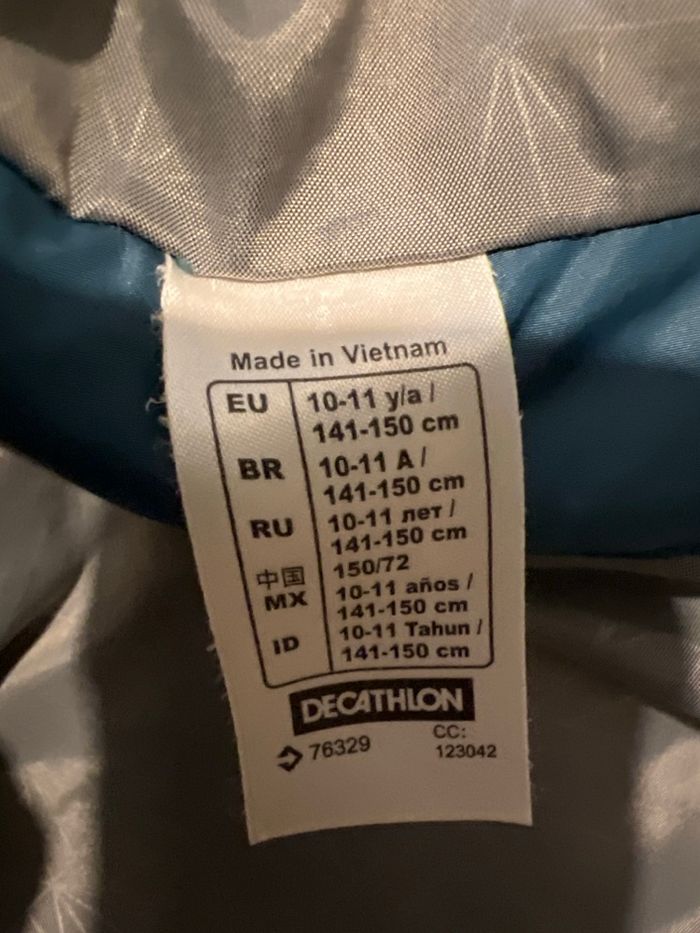 Made in Vietnam
EU 10-11 y/a /
141-150 cm
BR 10-11 A /
141-150 cm
RU 10-11 лет /
141-150 cm
中国 150/72
MX 10-11 años /
141-150 cm
ID 10-11 Tahun /
141-150 cm
DECATHLON
76329 CC:
123042